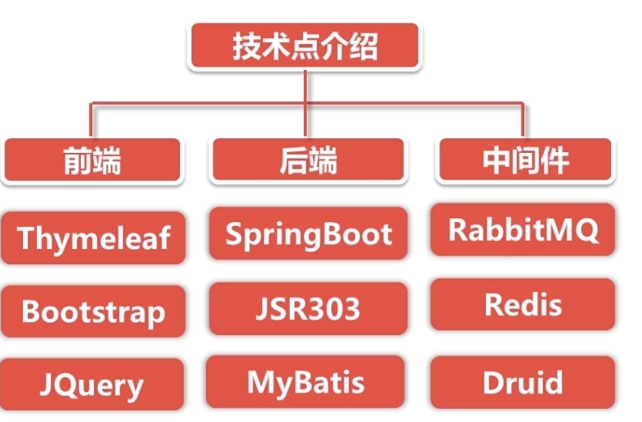 技术点介绍
前端
后端
中间件
Thymeleaf
SpringBoot
RabbitMQ
Bootstrap
JSR303
Redis
JQuery
MyBatis
Druid